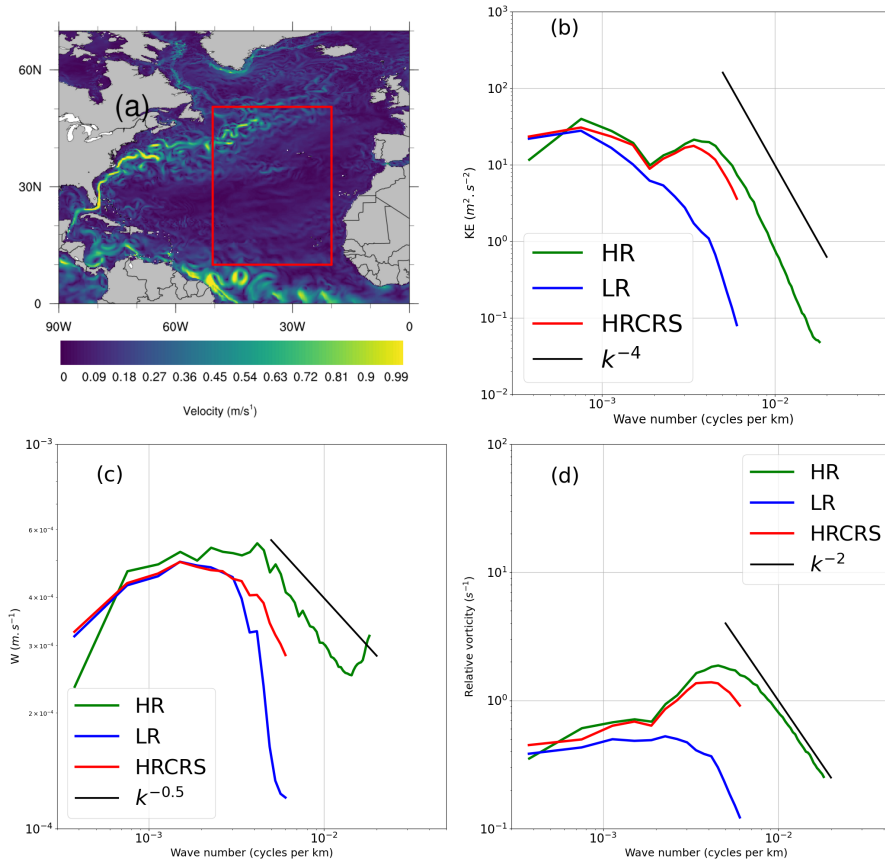 (a)
60N
30N
0
90W 60W 30W 0
0 0.09 0.18 0.27 0.36 0.45 0.54 0.63 0.72 0.81 0.9 0.99
Velocity (m/s¹)
(b)
10³
10²
10¹
10⁰
10⁻¹
10⁻²
KE (m². s⁻²)
HR
LR
HRCRS
k⁻⁴
10⁻³ 10⁻²
Wave number (cycles per km)
(c)
10⁻³
6 × 10⁻⁴
4 × 10⁻⁴
3 × 10⁻⁴
2 × 10⁻⁴
10⁻⁴
W (m. s⁻¹)
HR
LR
HRCRS
k⁻⁰·⁵
10⁻³ 10⁻²
Wave number (cycles per km)
(d)
10²
10¹
10⁰
10⁻¹
Relative vorticity (s⁻¹)
HR
LR
HRCRS
k⁻²
10⁻³ 10⁻²
Wave number (cycles per km)